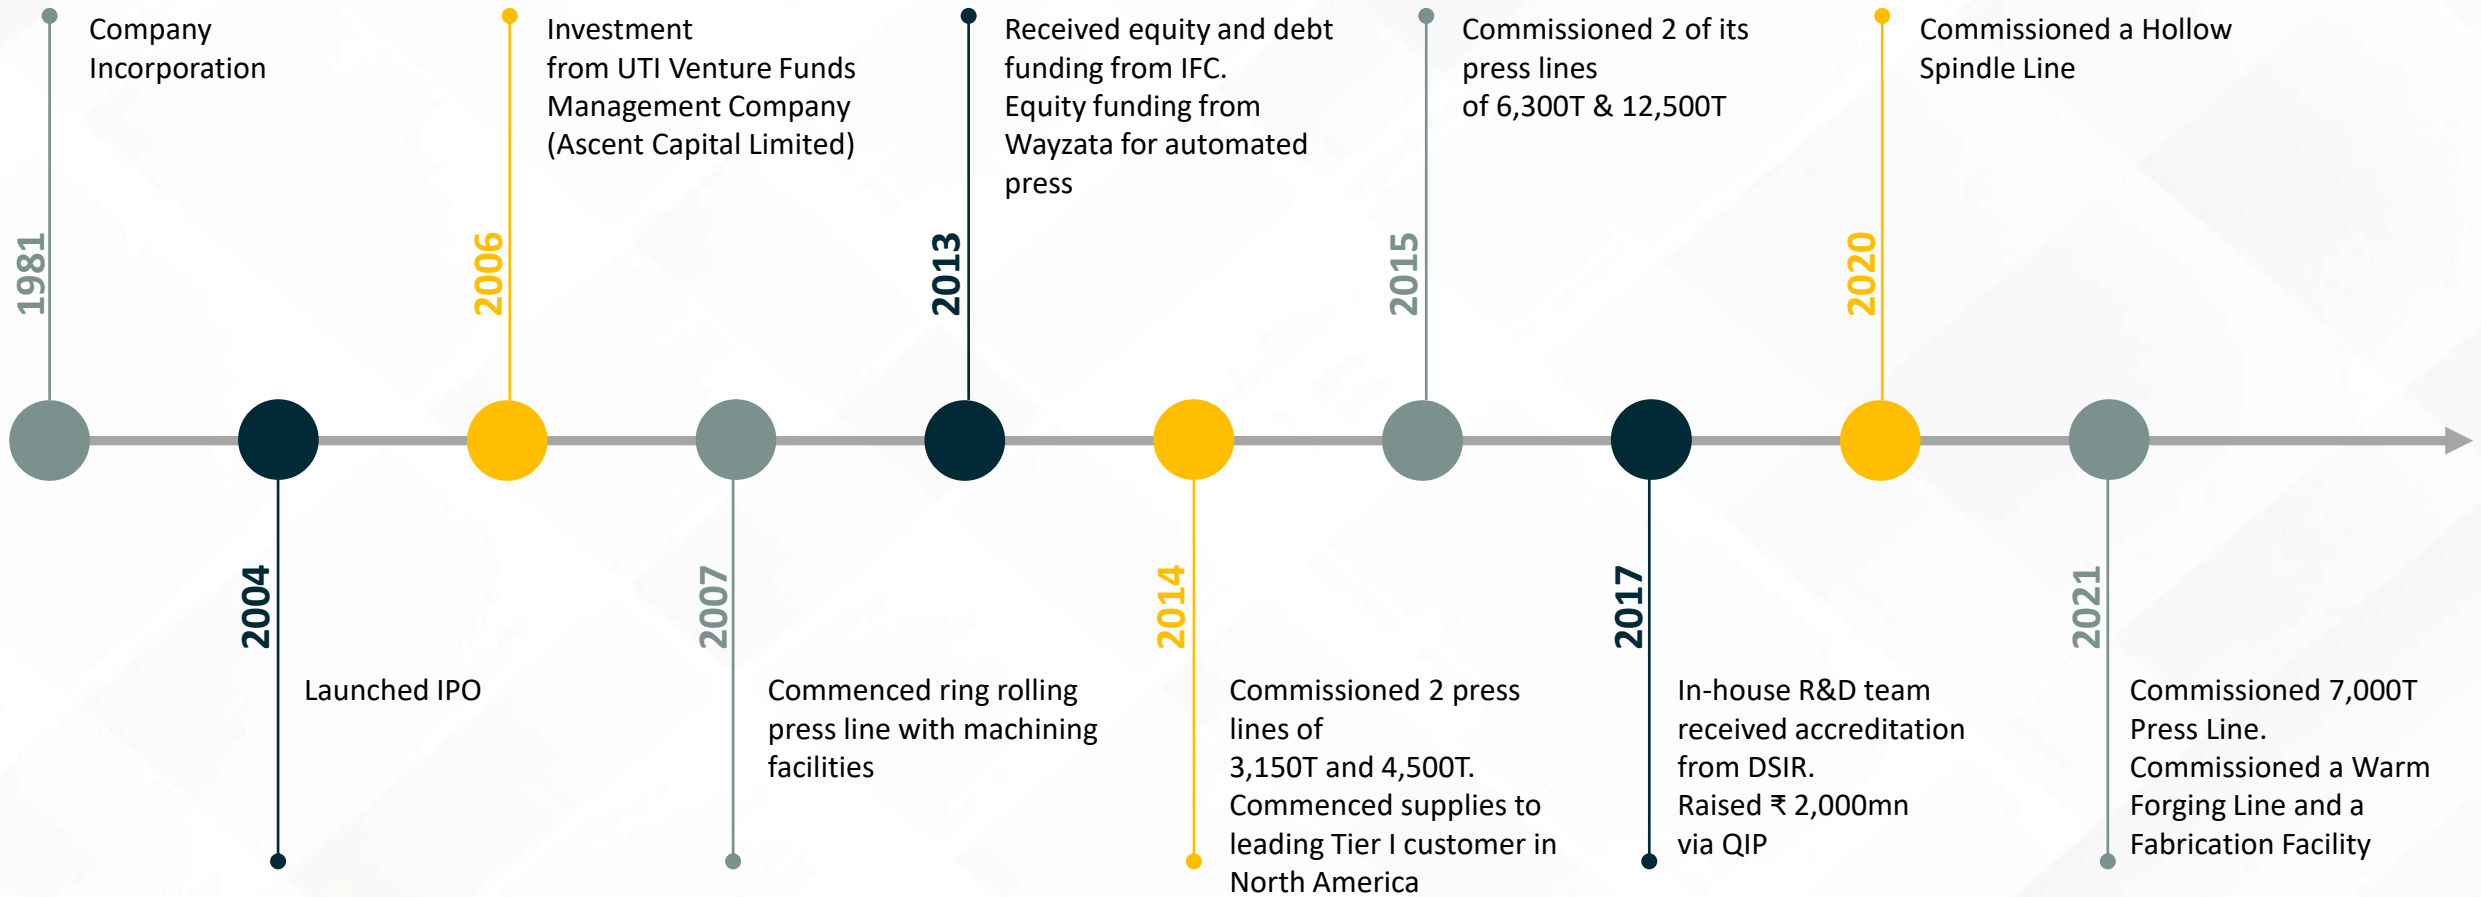 1981
Company
Incorporation
2004
Launched IPO
2006
Investment
from UTI Venture Funds
Management Company
(Ascent Capital Limited)
2007
Commenced ring rolling
press line with machining
facilities
2013
Received equity and debt
funding from IFC.
Equity funding from
Wayzata for automated
press
2014
Commissioned 2 press
lines of
3,150T and 4,500T.
Commenced supplies to
leading Tier I customer in
North America
2015
Commissioned 2 of its
press lines
of 6,300T & 12,500T
2017
In-house R&D team
received accreditation
from DSIR.
Raised ₹ 2,000mn
via QIP
2020
Commissioned a Hollow
Spindle Line
2021
Commissioned 7,000T
Press Line.
Commissioned a Warm
Forging Line and a
Fabrication Facility